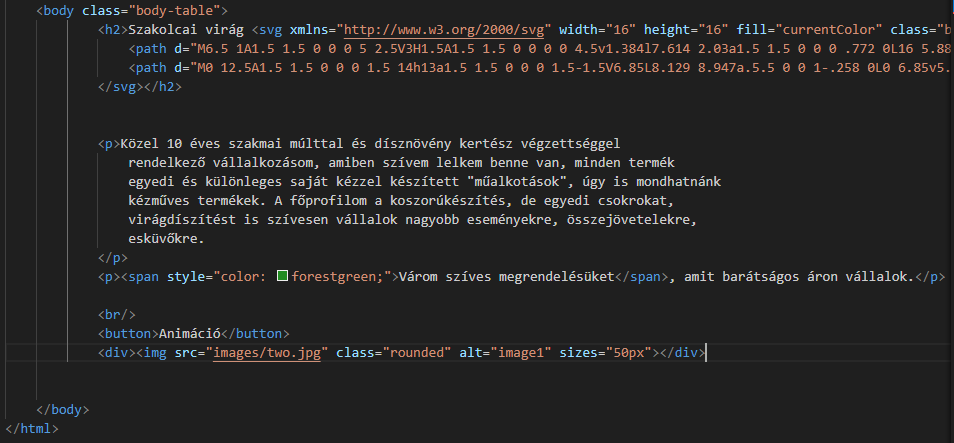 <body class="body-table">
<h2>Szakolcai virág <svg xmlns="http://www.w3.org/2000/svg" width="16" height="16" fill="currentColor" class="b
<path d="M6.5 1A1.5 1.5 0 0 0 5 2.5V3H1.5A1.5 1.5 0 0 0 0 4.5v1.384l7.614 2.03a1.5 1.5 0 0 0 .772 0L16 5.88
<path d="M0 12.5A1.5 1.5 0 0 0 1.5 14h13a1.5 1.5 0 0 0 1.5-1.5V6.85L8.129 8.947a.5.5 0 0 1-.258 0L0 6.85v5.
</svg></h2>
<p>Közel 10 éves szakmai múlttal és dísznövény kertész végzettséggel
rendelkező vállalkozásom, amiben szívem lelkem benne van, minden termék
egyedi és különleges saját kézzel készített "műalkotások", úgy is mondhatnánk
kézműves termékek. A főprofilom a koszorúkészítés, de egyedi csokrokat,
virágdíszítést is szívesen vállalok nagyobb eseményekre, összejövetelekre,
esküvőkre.
</p>
<p><span style="color: forestgreen;">Várom szíves megrendelésüket</span>, amit barátságos áron vállalok.</p>
<br/>
<button>Animáció</button>
<div><img src="images/two.jpg" class="rounded" alt="image1" sizes="50px"></div>
</body>
</html>